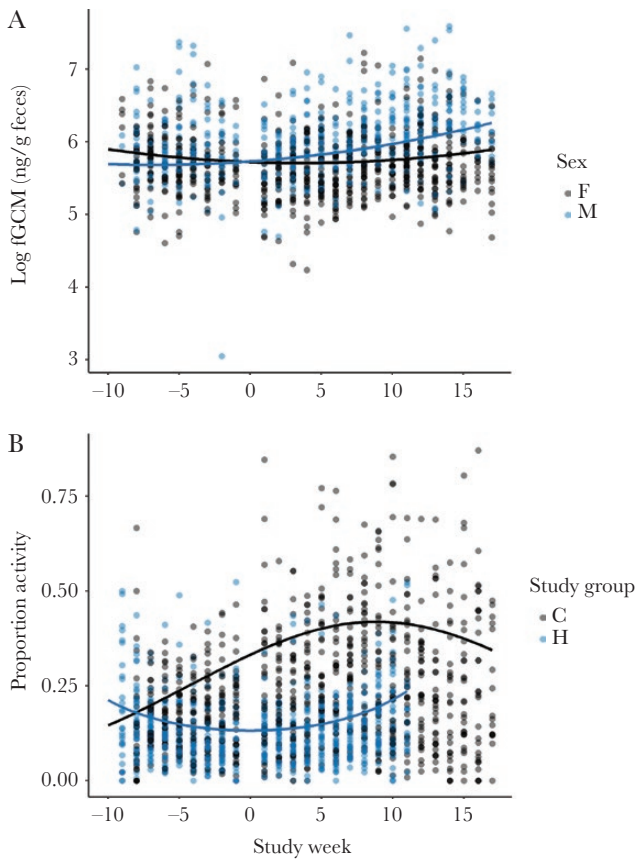 A
Log fGCM (ng/g feces)
7
6
5
4
3
–10
–5
0
5
10
15
Sex
F
M
B
Proportion activity
0.75
0.50
0.25
0.00
–10
–5
0
5
10
15
Study week
Study group
C
H